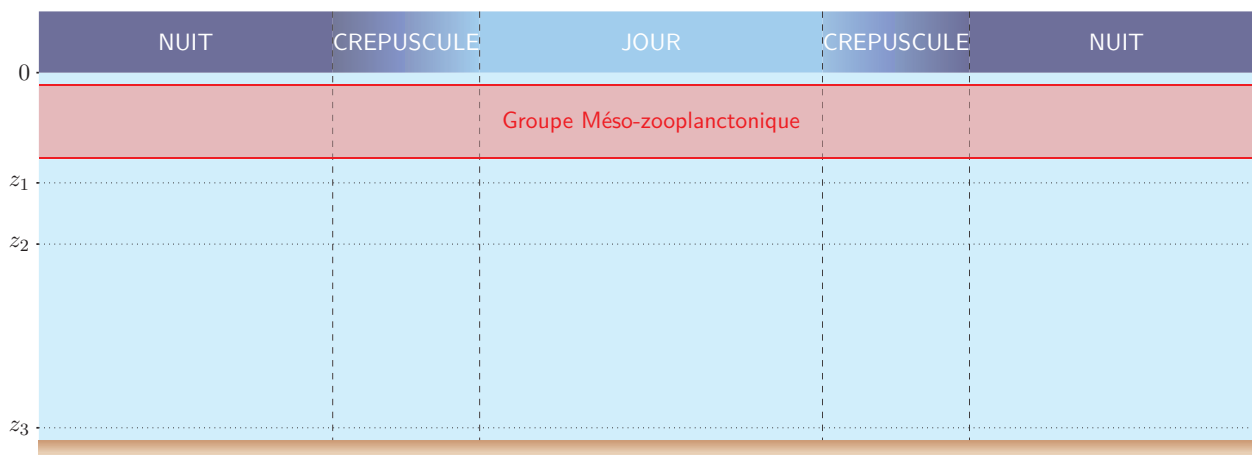 NUIT CREPUSCULE JOUR CREPUSCULE NUIT
0
Groupe Méso-zooplanctonique
z₁
z₂
z₃